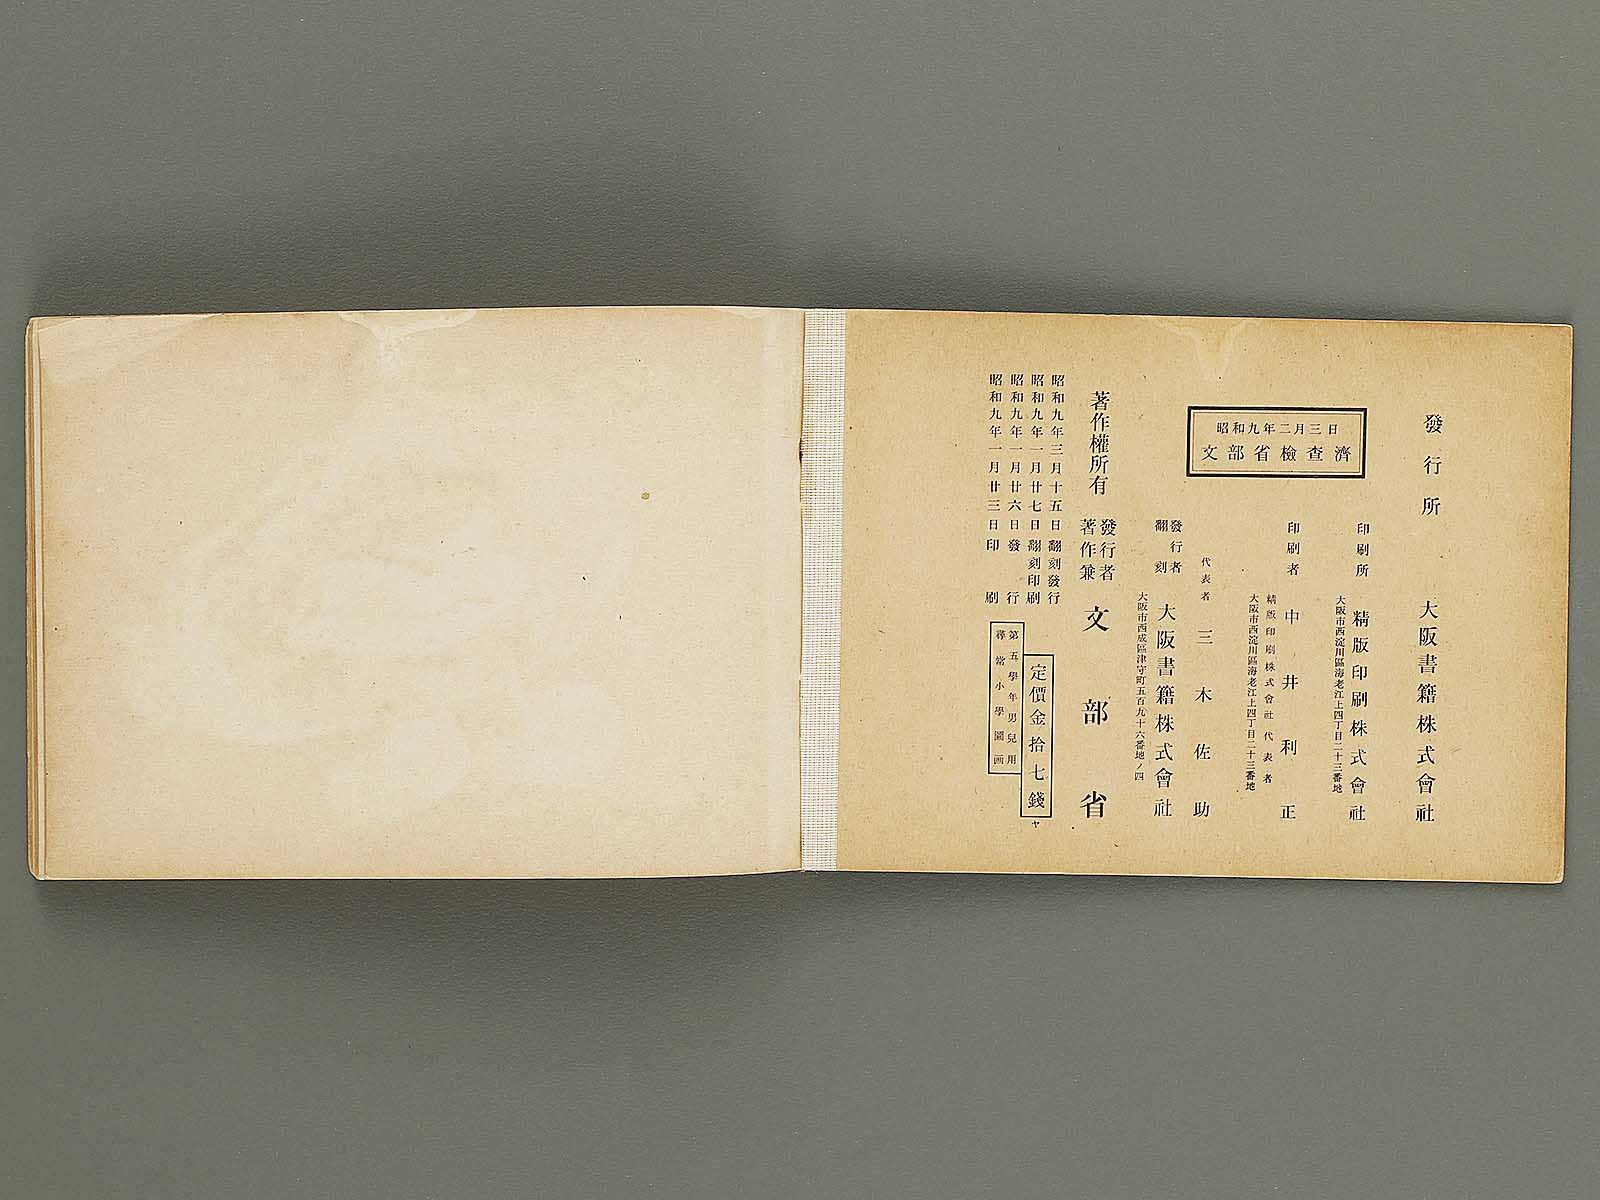 發行所 大阪書籍株式會社
昭和九年二月三日
文部省檢查濟
印刷所 精版印刷株式會社
大阪市西淀川區海老江上四丁目二十三番地
印刷者 中井利正
精版印刷株式會社代表者
大阪市西淀川區海老江上四丁目二十三番地
代表者 三木佐助
翻刻發行者 大阪書籍株式會社
大阪市西成區津守町五百九十六番地ノ四
著作權所有
著作兼發行者 文部省
昭和九年三月十五日翻刻發行
昭和九年一月廿七日翻刻印刷
昭和九年一月廿六日發行
昭和九年一月廿三日印刷
定價金拾七錢
ヤ
第五學年男兒用
尋常小學圖画